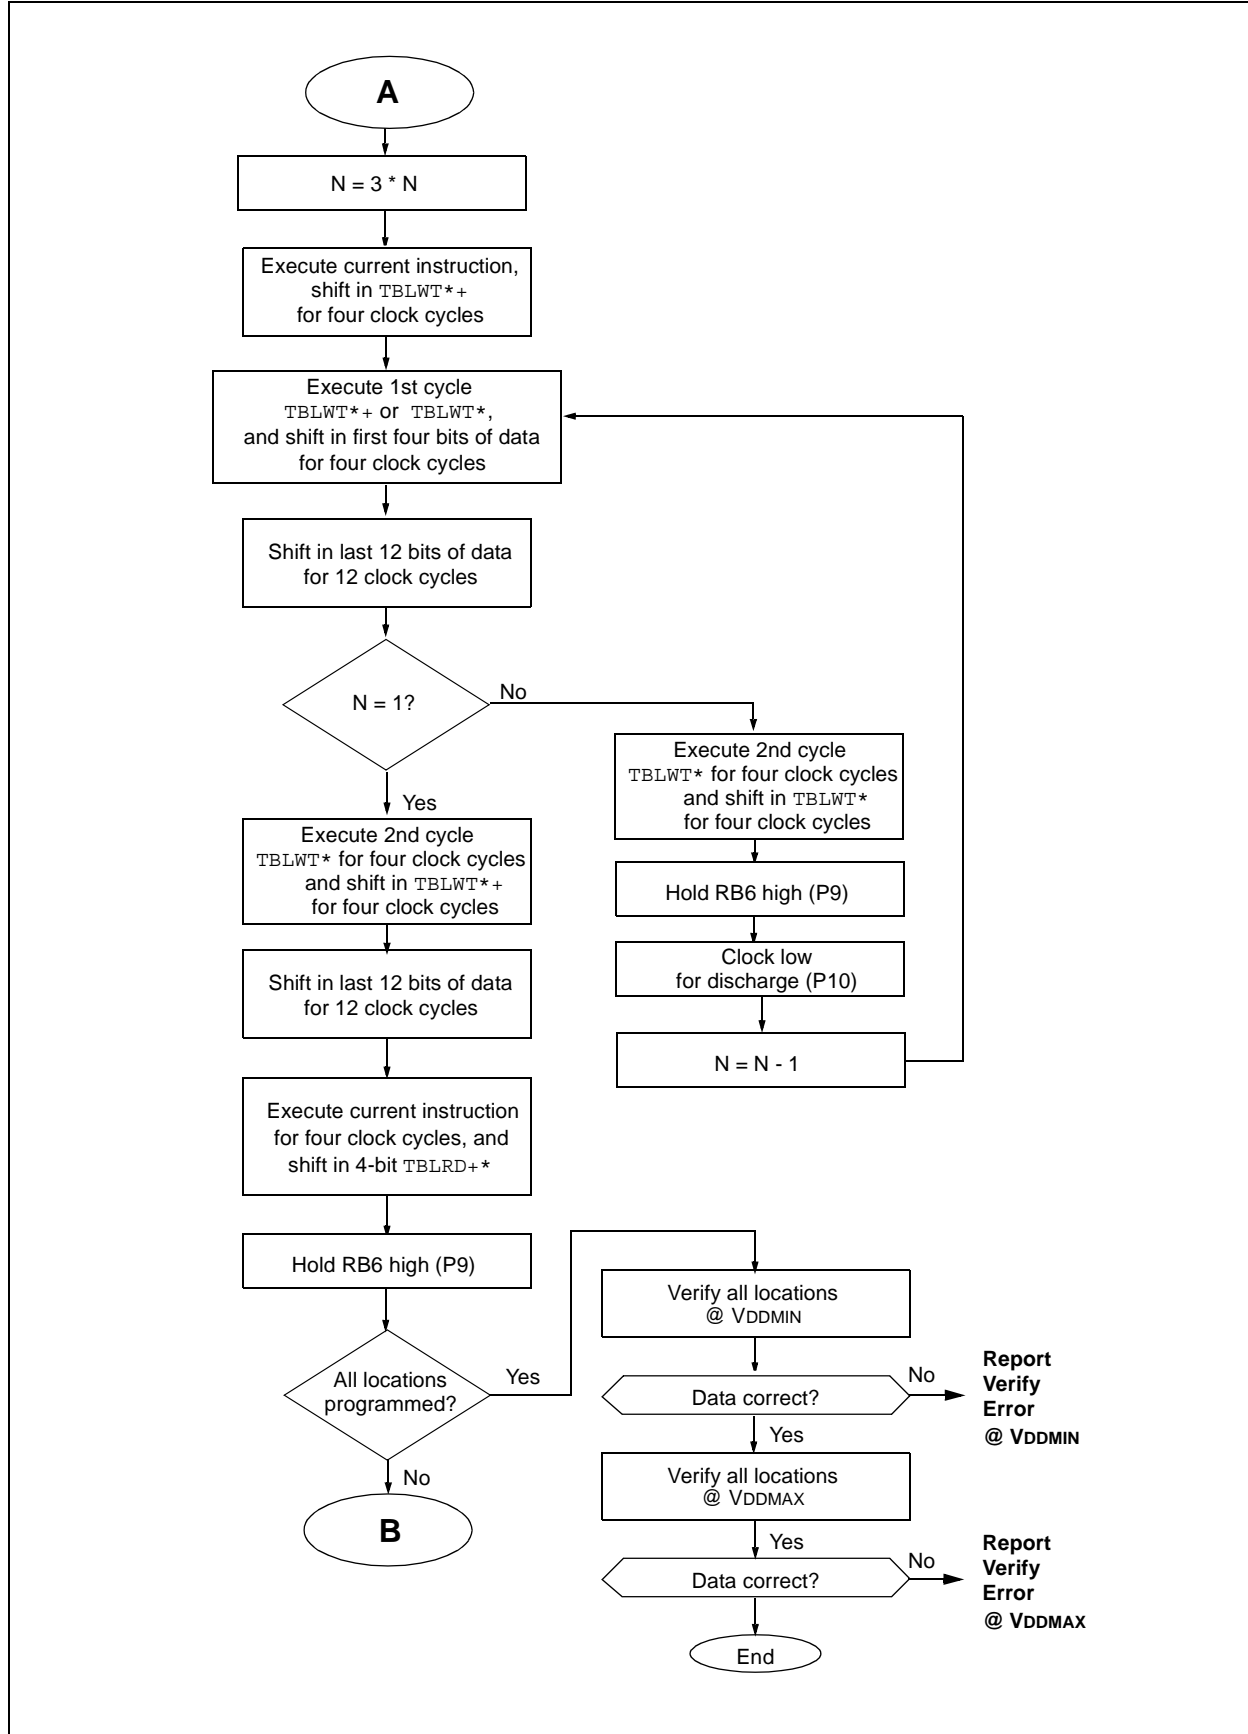 A
N = 3 * N
Execute current instruction,
shift in TBLWT*+
for four clock cycles
Execute 1st cycle
TBLWT*+ or TBLWT*,
and shift in first four bits of data
for four clock cycles
Shift in last 12 bits of data
for 12 clock cycles
N = 1?
No
Yes
Execute 2nd cycle
TBLWT* for four clock cycles
and shift in TBLWT*
for four clock cycles
Hold RB6 high (P9)
Clock low
for discharge (P10)
N = N - 1
Execute 2nd cycle
TBLWT* for four clock cycles
and shift in TBLWT*+
for four clock cycles
Shift in last 12 bits of data
for 12 clock cycles
Execute current instruction
for four clock cycles, and
shift in 4-bit TBLRD+*
Hold RB6 high (P9)
All locations
programmed?
Yes
No
B
Verify all locations
@ VDDMIN
Data correct?
No
Report
Verify
Error
@ VDDMIN
Yes
Verify all locations
@ VDDMAX
Yes
Data correct?
No
Report
Verify
Error
@ VDDMAX
End